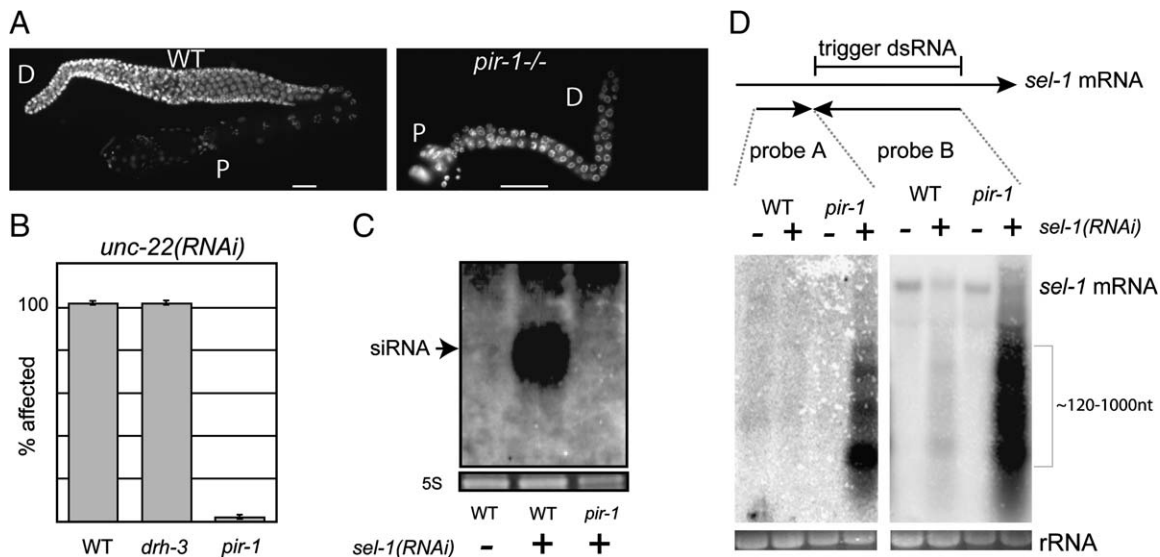 A
D
WT
P
pir-1-/-
D
P
B
unc-22(RNAi)
100
% affected
WT drh-3 pir-1
C
siRNA
5S
WT WT pir-1
sel-1(RNAi) - + +
D
trigger dsRNA
sel-1 mRNA
probe A probe B
WT pir-1 WT pir-1
- + - + - + - + sel-1(RNAi)
sel-1 mRNA
~120-1000nt
rRNA